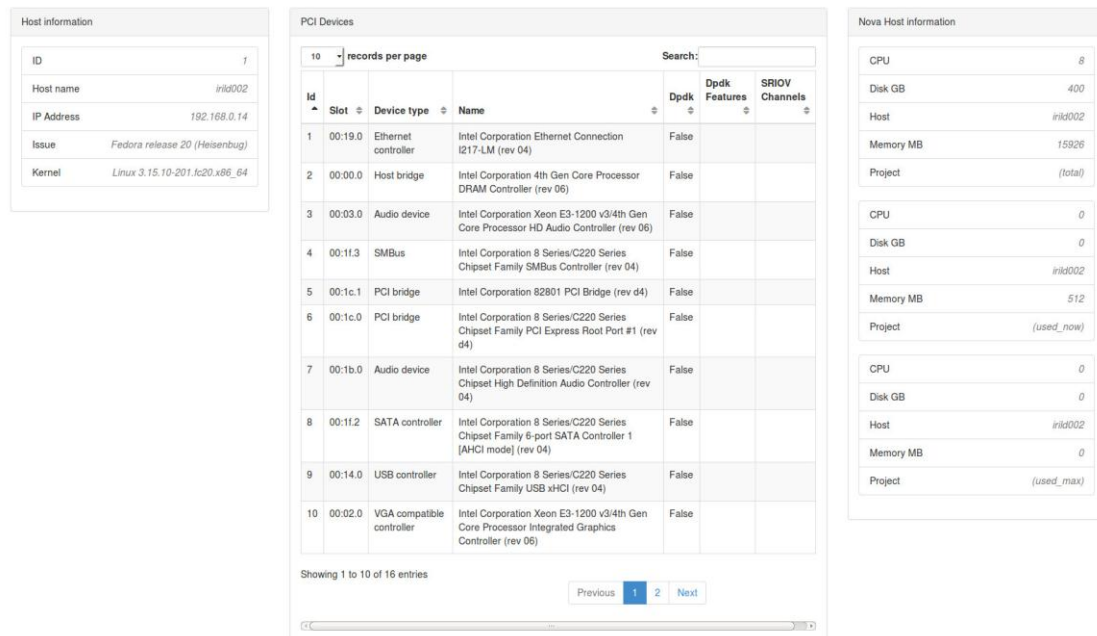 Host information
ID 1
Host name irild002
IP Address 192.168.0.14
Issue Fedora release 20 (Heisenbug)
Kernel Linux 3.15.10-201.fc20.x86_64
PCI Devices
10 records per page Search:
Id Slot Device type Name Dpdk Dpdk Features SRIOV Channels
1 00:19.0 Ethernet controller Intel Corporation Ethernet Connection I217-LM (rev 04) False
2 00:00.0 Host bridge Intel Corporation 4th Gen Core Processor DRAM Controller (rev 06) False
3 00:03.0 Audio device Intel Corporation Xeon E3-1200 v3/4th Gen Core Processor HD Audio Controller (rev 06) False
4 00:1f.3 SMBus Intel Corporation 8 Series/C220 Series Chipset Family SMBus Controller (rev 04) False
5 00:1c.1 PCI bridge Intel Corporation 82801 PCI Bridge (rev d4) False
6 00:1c.0 PCI bridge Intel Corporation 8 Series/C220 Series Chipset Family PCI Express Root Port #1 (rev d4) False
7 00:1b.0 Audio device Intel Corporation 8 Series/C220 Series Chipset High Definition Audio Controller (rev 04) False
8 00:1f.2 SATA controller Intel Corporation 8 Series/C220 Series Chipset Family 6-port SATA Controller 1 [AHCI mode] (rev 04) False
9 00:14.0 USB controller Intel Corporation 8 Series/C220 Series Chipset Family USB xHCI (rev 04) False
10 00:02.0 VGA compatible controller Intel Corporation Xeon E3-1200 v3/4th Gen Core Processor Integrated Graphics Controller (rev 06) False
Showing 1 to 10 of 16 entries
Previous 1 2 Next
Nova Host information
CPU 8
Disk GB 400
Host irild002
Memory MB 15926
Project (total)
CPU 0
Disk GB 0
Host irild002
Memory MB 512
Project (used_now)
CPU 0
Disk GB 0
Host irild002
Memory MB 0
Project (used_max)